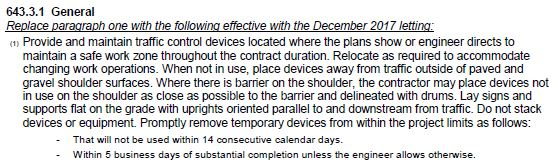 643.3.1 General
Replace paragraph one with the following effective with the December 2017 letting:
(1) Provide and maintain traffic control devices located where the plans show or engineer directs to
maintain a safe work zone throughout the contract duration. Relocate as required to accommodate
changing work operations. When not in use, place devices away from traffic outside of paved and
gravel shoulder surfaces. Where there is barrier on the shoulder, the contractor may place devices not
in use on the shoulder as close as possible to the barrier and delineated with drums. Lay signs and
supports flat on the grade with uprights oriented parallel to and downstream from traffic. Do not stack
devices or equipment. Promptly remove temporary devices from within the project limits as follows:
- That will not be used within 14 consecutive calendar days.
- Within 5 business days of substantial completion unless the engineer allows otherwise.